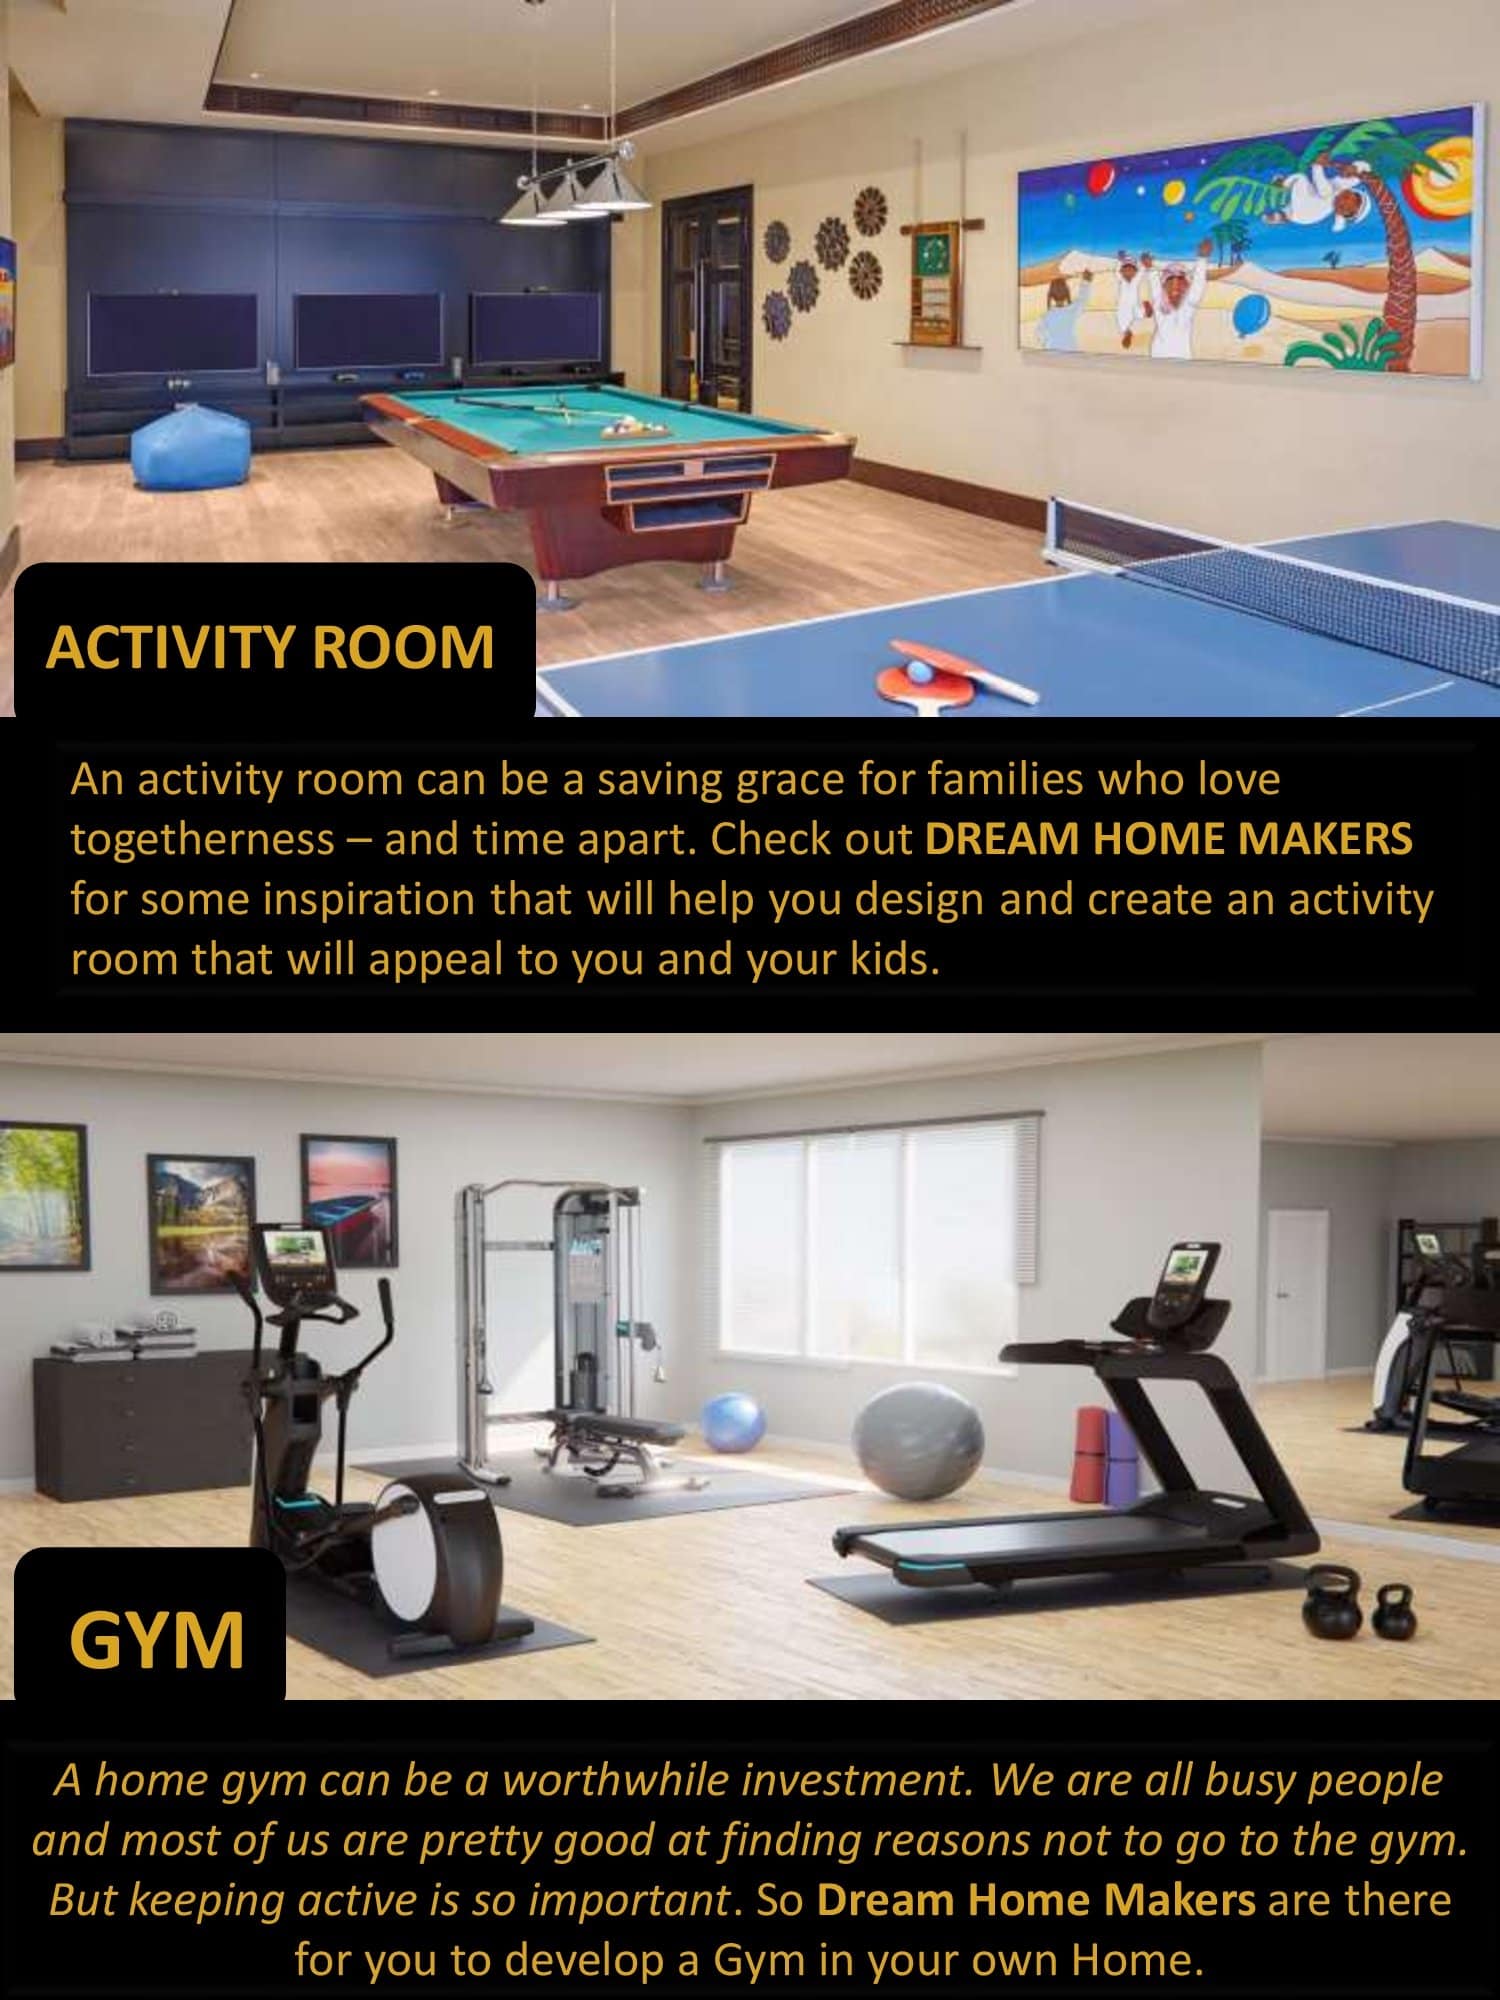 ACTIVITY ROOM
An activity room can be a saving grace for families who love
togetherness – and time apart. Check out DREAM HOME MAKERS
for some inspiration that will help you design and create an activity
room that will appeal to you and your kids.
GYM
A home gym can be a worthwhile investment. We are all busy people
and most of us are pretty good at finding reasons not to go to the gym.
But keeping active is so important. So Dream Home Makers are there
for you to develop a Gym in your own Home.